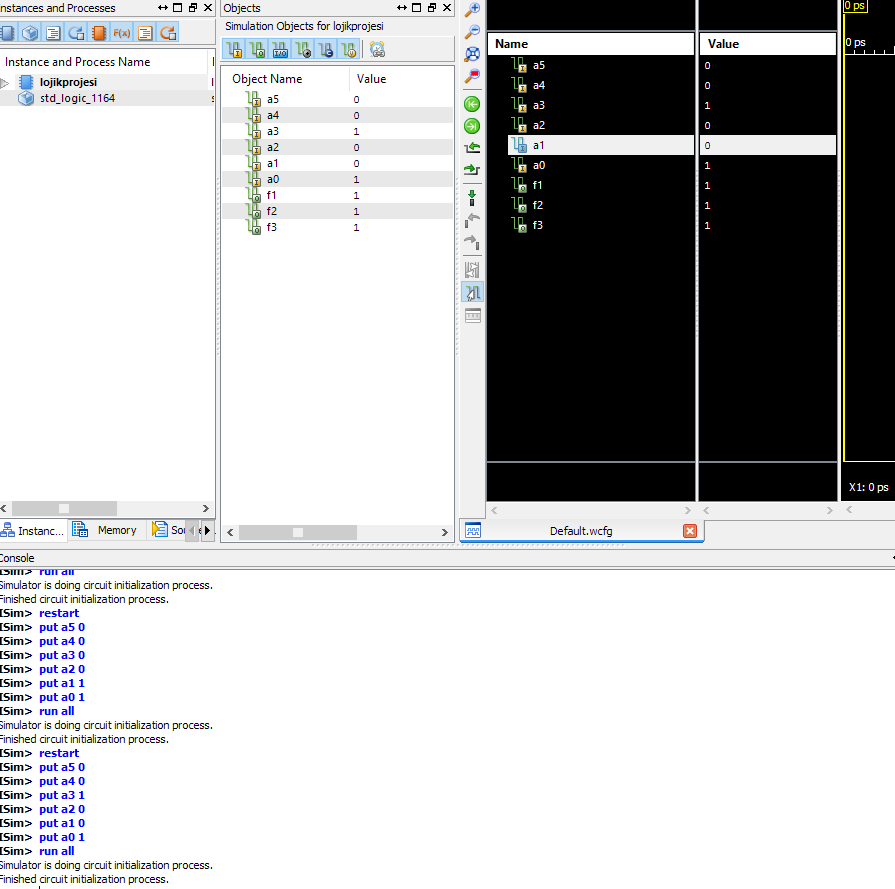 Instances and Processes
Instance and Process Name
lojikprojesi
std_logic_1164
Instanc...
Memory
Objects
Simulation Objects for lojikprojesi
Object Name Value
a5 0
a4 0
a3 1
a2 0
a1 0
a0 1
f1 1
f2 1
f3 1
Name Value
a5 0
a4 0
a3 1
a2 0
a1 0
a0 1
f1 1
f2 1
f3 1
0 ps
0 ps
X1: 0 ps
Default.wcfg
Console
ISim> run all
Simulator is doing circuit initialization process.
Finished circuit initialization process.
ISim> restart
ISim> put a5 0
ISim> put a4 0
ISim> put a3 0
ISim> put a2 0
ISim> put a1 1
ISim> put a0 1
ISim> run all
Simulator is doing circuit initialization process.
Finished circuit initialization process.
ISim> restart
ISim> put a5 0
ISim> put a4 0
ISim> put a3 1
ISim> put a2 0
ISim> put a1 0
ISim> put a0 1
ISim> run all
Simulator is doing circuit initialization process.
Finished circuit initialization process.